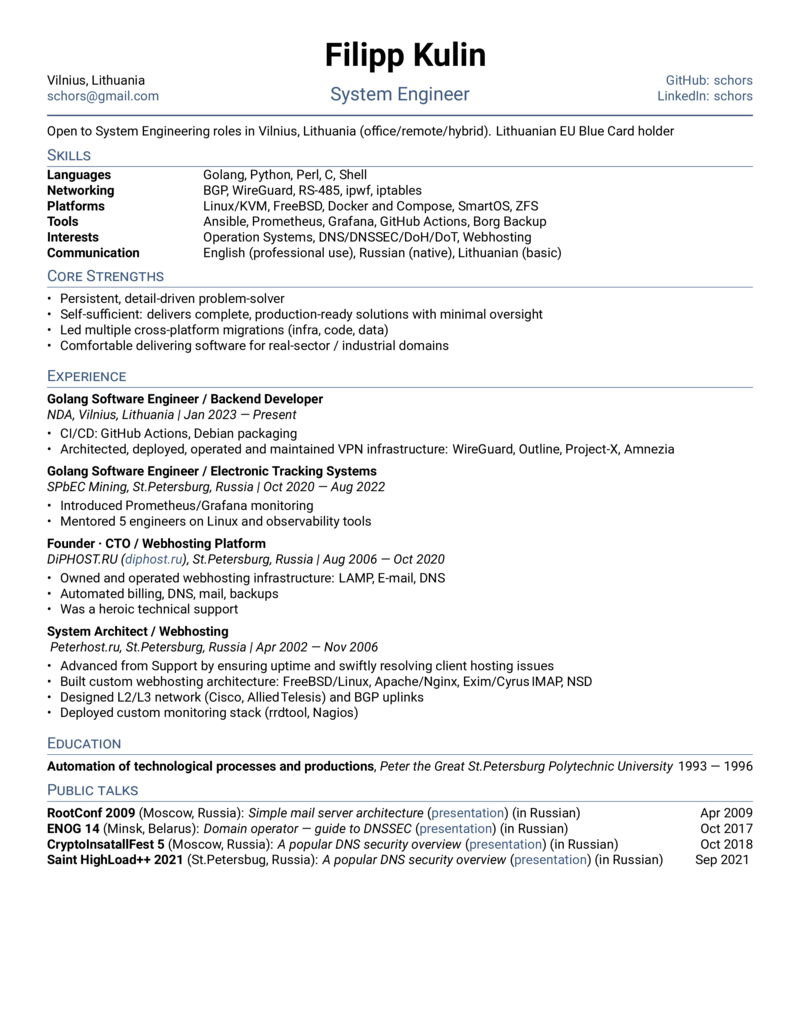 Filipp Kulin
Vilnius, Lithuania
schors@gmail.com
System Engineer
GitHub: schors
LinkedIn: schors
Open to System Engineering roles in Vilnius, Lithuania (office/remote/hybrid). Lithuanian EU Blue Card holder
SKILLS
Languages Golang, Python, Perl, C, Shell
Networking BGP, WireGuard, RS-485, ipwf, iptables
Platforms Linux/KVM, FreeBSD, Docker and Compose, SmartOS, ZFS
Tools Ansible, Prometheus, Grafana, GitHub Actions, Borg Backup
Interests Operation Systems, DNS/DNSSEC/DoH/DoT, Webhosting
Communication English (professional use), Russian (native), Lithuanian (basic)
CORE STRENGTHS
• Persistent, detail-driven problem-solver
• Self-sufficient: delivers complete, production-ready solutions with minimal oversight
• Led multiple cross-platform migrations (infra, code, data)
• Comfortable delivering software for real-sector / industrial domains
EXPERIENCE
Golang Software Engineer / Backend Developer
NDA, Vilnius, Lithuania | Jan 2023 — Present
• CI/CD: GitHub Actions, Debian packaging
• Architected, deployed, operated and maintained VPN infrastructure: WireGuard, Outline, Project-X, Amnezia
Golang Software Engineer / Electronic Tracking Systems
SPbEC Mining, St.Petersburg, Russia | Oct 2020 — Aug 2022
• Introduced Prometheus/Grafana monitoring
• Mentored 5 engineers on Linux and observability tools
Founder · CTO / Webhosting Platform
DiPHOST.RU (diphost.ru), St.Petersburg, Russia | Aug 2006 — Oct 2020
• Owned and operated webhosting infrastructure: LAMP, E-mail, DNS
• Automated billing, DNS, mail, backups
• Was a heroic technical support
System Architect / Webhosting
Peterhost.ru, St.Petersburg, Russia | Apr 2002 — Nov 2006
• Advanced from Support by ensuring uptime and swiftly resolving client hosting issues
• Built custom webhosting architecture: FreeBSD/Linux, Apache/Nginx, Exim/Cyrus IMAP, NSD
• Designed L2/L3 network (Cisco, Allied Telesis) and BGP uplinks
• Deployed custom monitoring stack (rrdtool, Nagios)
EDUCATION
Automation of technological processes and productions, Peter the Great St.Petersburg Polytechnic University 1993 — 1996
PUBLIC TALKS
RootConf 2009 (Moscow, Russia): Simple mail server architecture (presentation) (in Russian) Apr 2009
ENOG 14 (Minsk, Belarus): Domain operator — guide to DNSSEC (presentation) (in Russian) Oct 2017
CryptoInsatallFest 5 (Moscow, Russia): A popular DNS security overview (presentation) (in Russian) Oct 2018
Saint HighLoad++ 2021 (St.Petersbug, Russia): A popular DNS security overview (presentation) (in Russian) Sep 2021